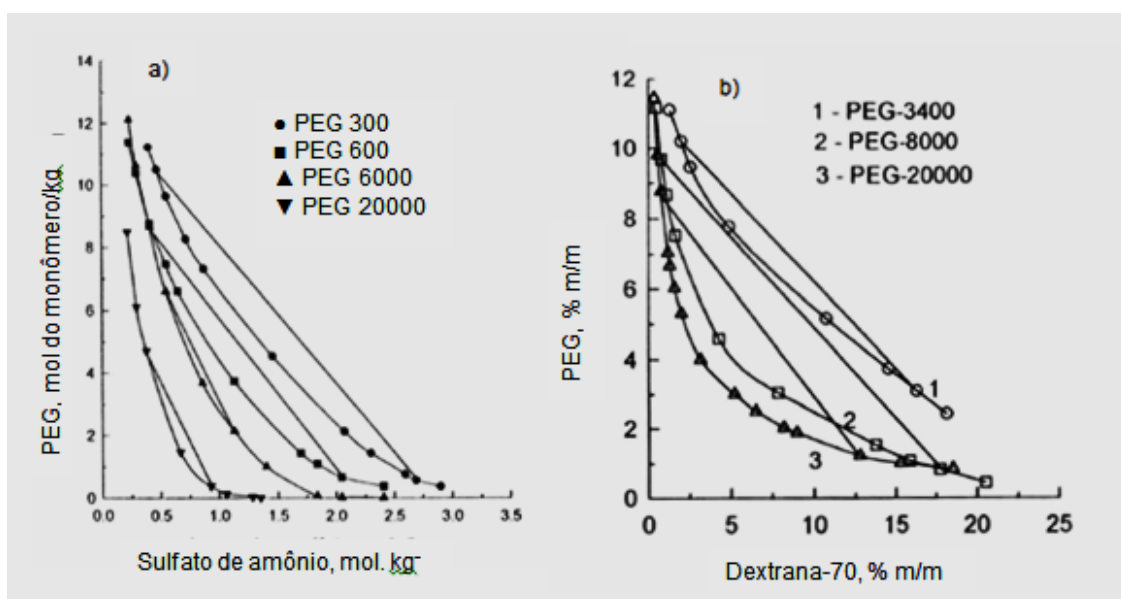 a)
PEG 300
PEG 600
PEG 6000
PEG 20000
14
12
10
8
6
4
2
0
0.0 0.5 1.0 1.5 2.0 2.5 3.0 3.5
PEG, mol do monômero/kg
Sulfato de amônio, mol. kg-
b)
1 - PEG-3400
2 - PEG-8000
3 - PEG-20000
12
10
8
6
4
2
0
1
2
3
0 5 10 15 20 25
PEG, % m/m
Dextrana-70, % m/m